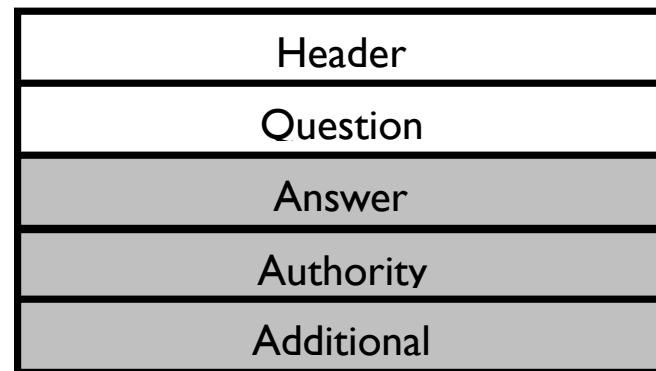 Header
Question
Answer
Authority
Additional